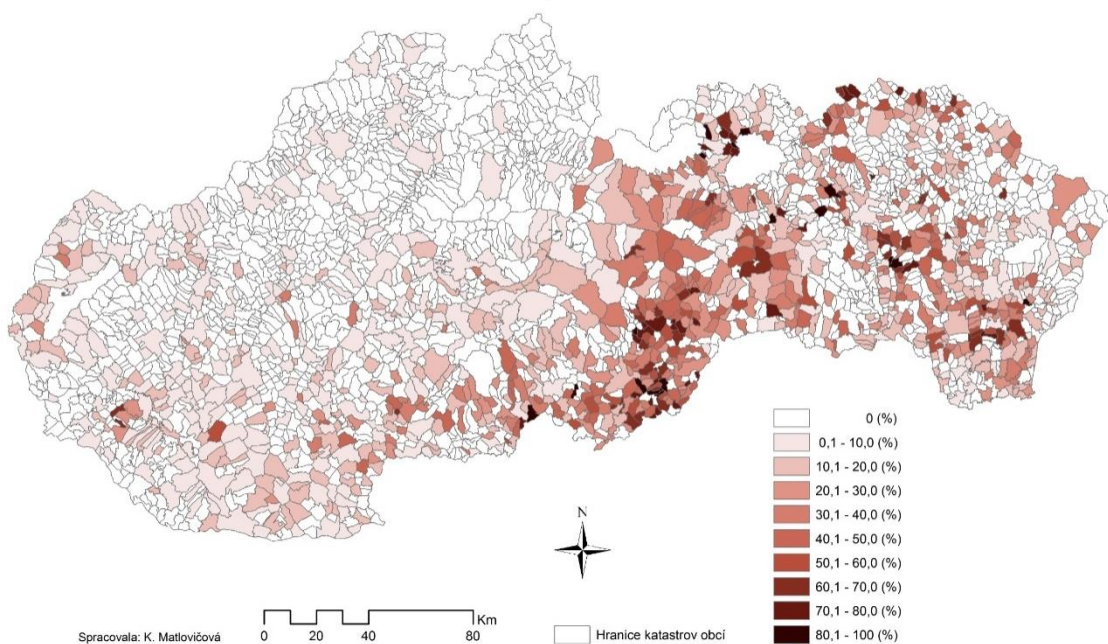 0 (%)
0,1 - 10,0 (%)
10,1 - 20,0 (%)
20,1 - 30,0 (%)
30,1 - 40,0 (%)
40,1 - 50,0 (%)
50,1 - 60,0 (%)
60,1 - 70,0 (%)
70,1 - 80,0 (%)
80,1 - 100 (%)
N
Km
0 20 40 80
Spracovala: K. Matlovičová
Hranice katastrov obcí